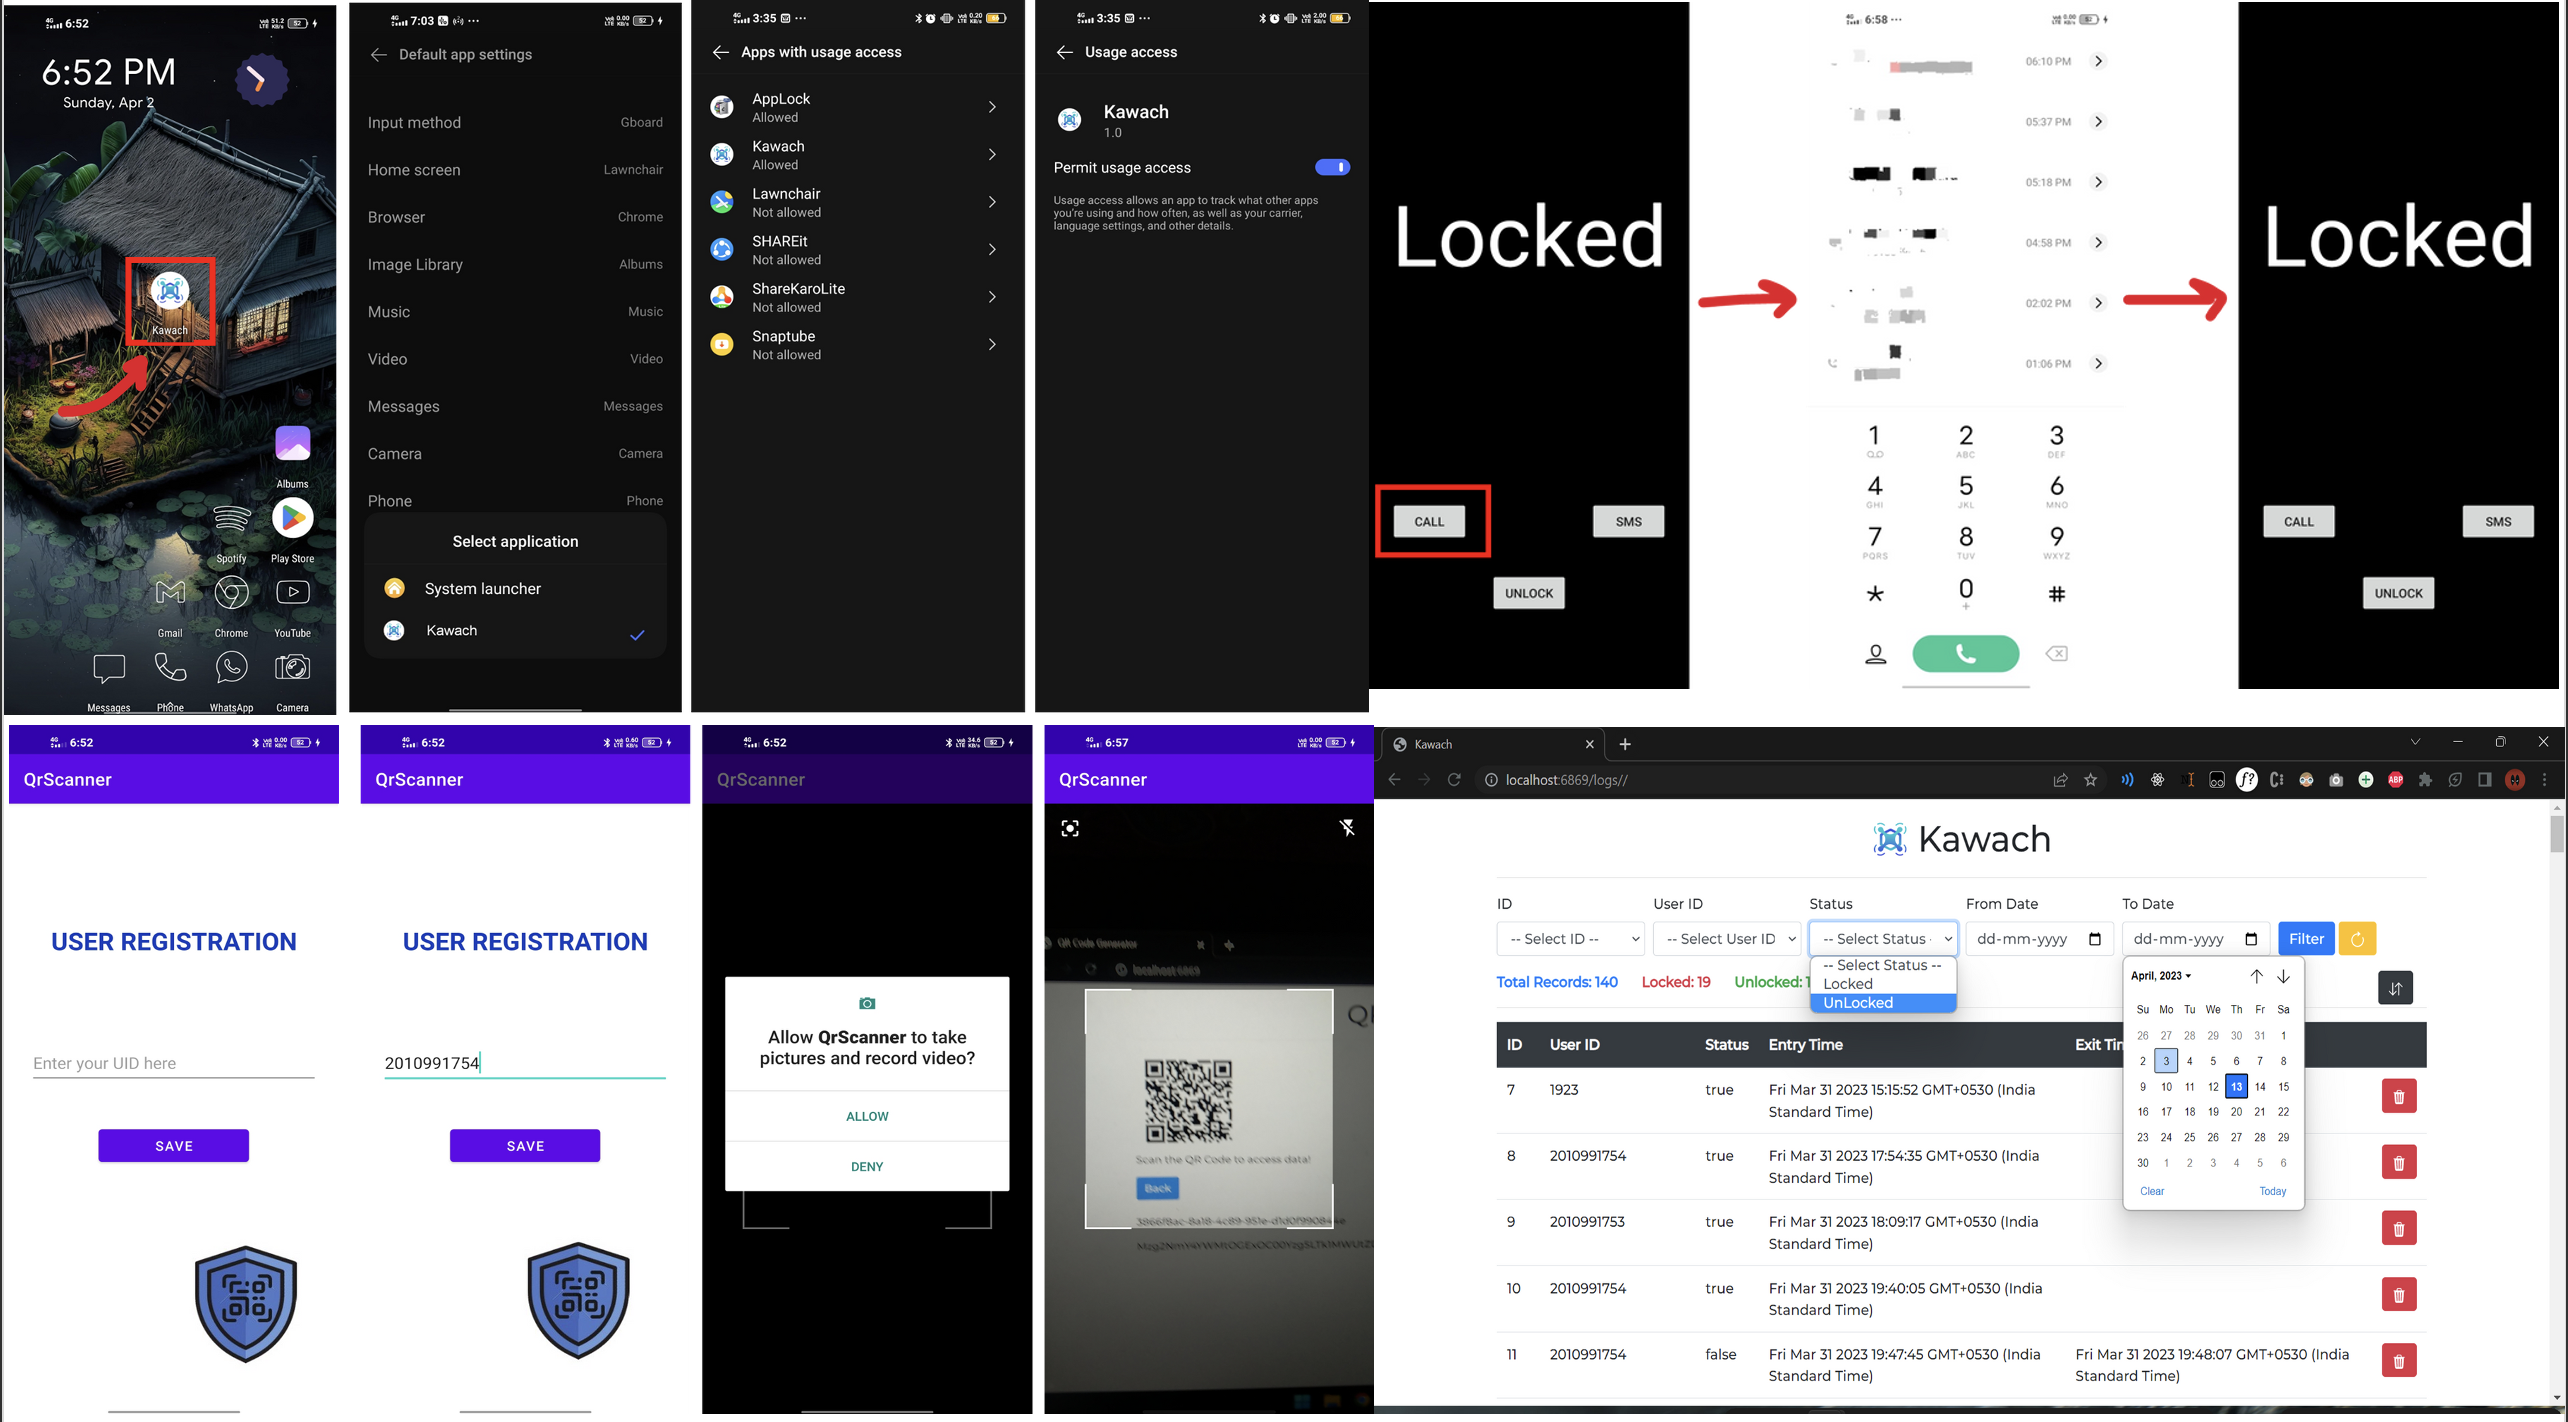 6:52
6:52 PM
Sunday, Apr 2
Kawach
Albums
Spotify
Play Store
Gmail
Chrome
YouTube
Messages
Phone
WhatsApp
Camera
7:03
Default app settings
Input method Gboard
Home screen Lawnchair
Browser Chrome
Image Library Albums
Music Music
Video Video
Messages Messages
Camera Camera
Phone Phone
Select application
System launcher
Kawach
3:35
Apps with usage access
AppLock
Allowed
Kawach
Allowed
Lawnchair
Not allowed
SHAREit
Not allowed
ShareKaroLite
Not allowed
Snaptube
Not allowed
3:35
Usage access
Kawach
1.0
Permit usage access
Usage access allows an app to track what other apps
you're using and how often, as well as your carrier,
language settings, and other details.
Locked
CALL
SMS
UNLOCK
6:58
06:10 PM
05:37 PM
05:18 PM
04:58 PM
02:02 PM
01:06 PM
1 2 3
ABC DEF
4 5 6
GHI JKL MNO
7 8 9
PQRS TUV WXYZ
* 0 #
+
Locked
CALL
SMS
UNLOCK
6:52
QrScanner
USER REGISTRATION
Enter your UID here
SAVE
6:52
QrScanner
USER REGISTRATION
2010991754
SAVE
6:52
QrScanner
Allow QrScanner to take
pictures and record video?
ALLOW
DENY
6:57
QrScanner
QR Code Generator
localhost:6869
Scan the QR Code to access data!
Back
Kawach
localhost:6869/logs//
Kawach
ID User ID Status From Date To Date
-- Select ID -- -- Select User ID -- Select Status dd-mm-yyyy dd-mm-yyyy Filter
-- Select Status --
Locked
UnLocked
Total Records: 140 Locked: 19 Unlocked: 1
April, 2023
Su Mo Tu We Th Fr Sa
26 27 28 29 30 31 1
2 3 4 5 6 7 8
9 10 11 12 13 14 15
16 17 18 19 20 21 22
23 24 25 26 27 28 29
30 1 2 3 4 5 6
Clear Today
ID User ID Status Entry Time Exit Tim
7 1923 true Fri Mar 31 2023 15:15:52 GMT+0530 (India
Standard Time)
8 2010991754 true Fri Mar 31 2023 17:54:35 GMT+0530 (India
Standard Time)
9 2010991753 true Fri Mar 31 2023 18:09:17 GMT+0530 (India
Standard Time)
10 2010991754 true Fri Mar 31 2023 19:40:05 GMT+0530 (India
Standard Time)
11 2010991754 false Fri Mar 31 2023 19:47:45 GMT+0530 (India Fri Mar 31 2023 19:48:07 GMT+0530 (India
Standard Time) Standard Time)